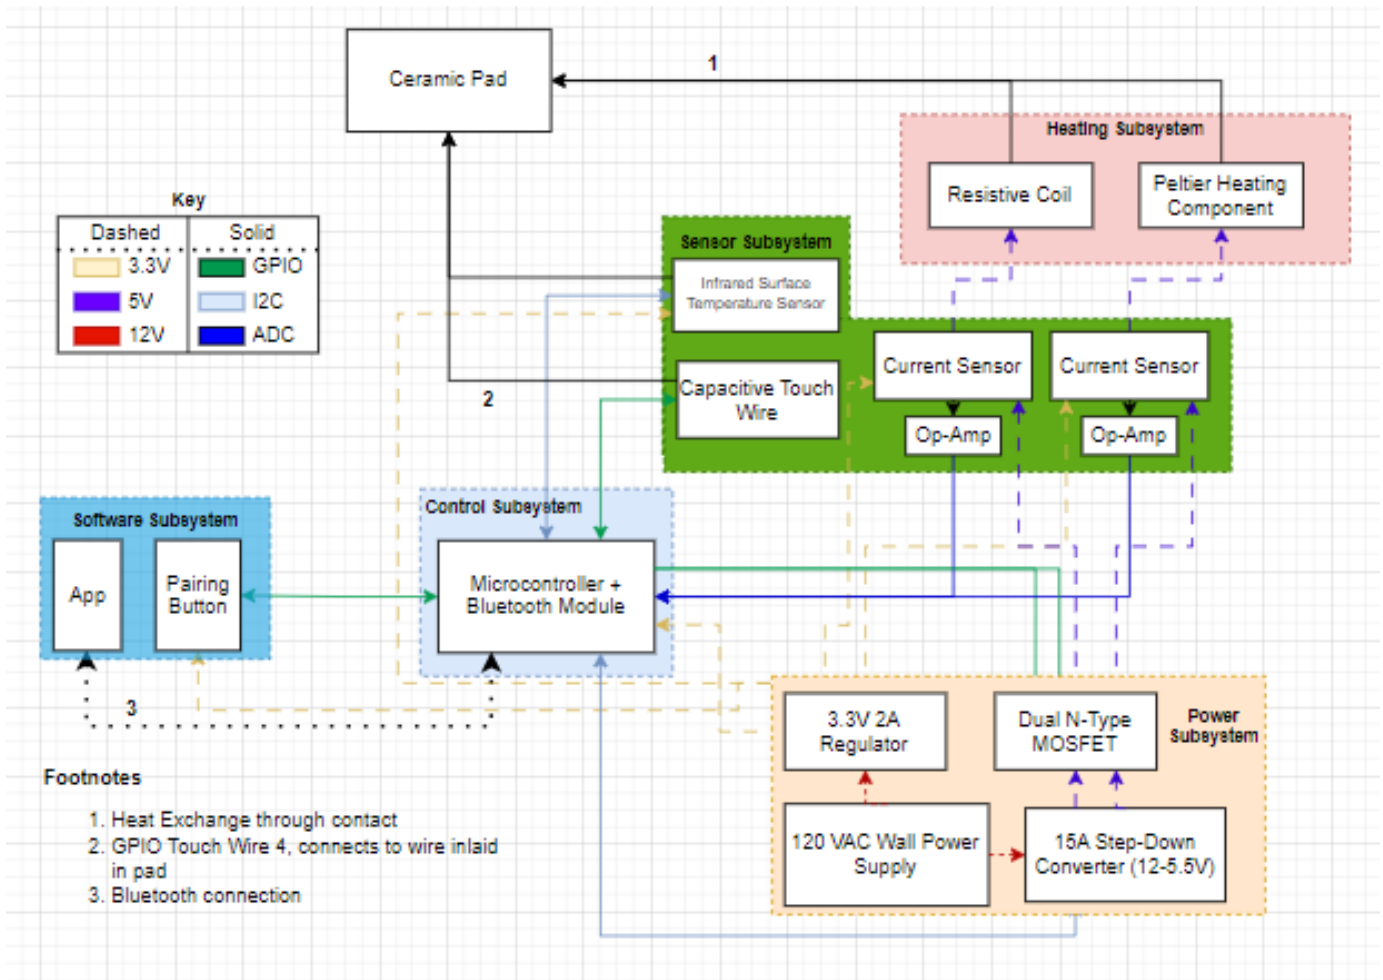 Ceramic Pad
1
Heating Subsystem
Resistive Coil
Peltier Heating
Component
Key
Dashed
Solid
3.3V
GPIO
5V
I2C
12V
ADC
Sensor Subsystem
Infrared Surface
Temperature Sensor
Current Sensor
Current Sensor
Capacitive Touch
Wire
2
Op-Amp
Op-Amp
Software Subsystem
App
Pairing
Button
Control Subsystem
Microcontroller +
Bluetooth Module
3
3.3V 2A
Regulator
Dual N-Type
MOSFET
Power
Subsystem
120 VAC Wall Power
Supply
15A Step-Down
Converter (12-5.5V)
Footnotes
1. Heat Exchange through contact
2. GPIO Touch Wire 4, connects to wire inlaid
in pad
3. Bluetooth connection